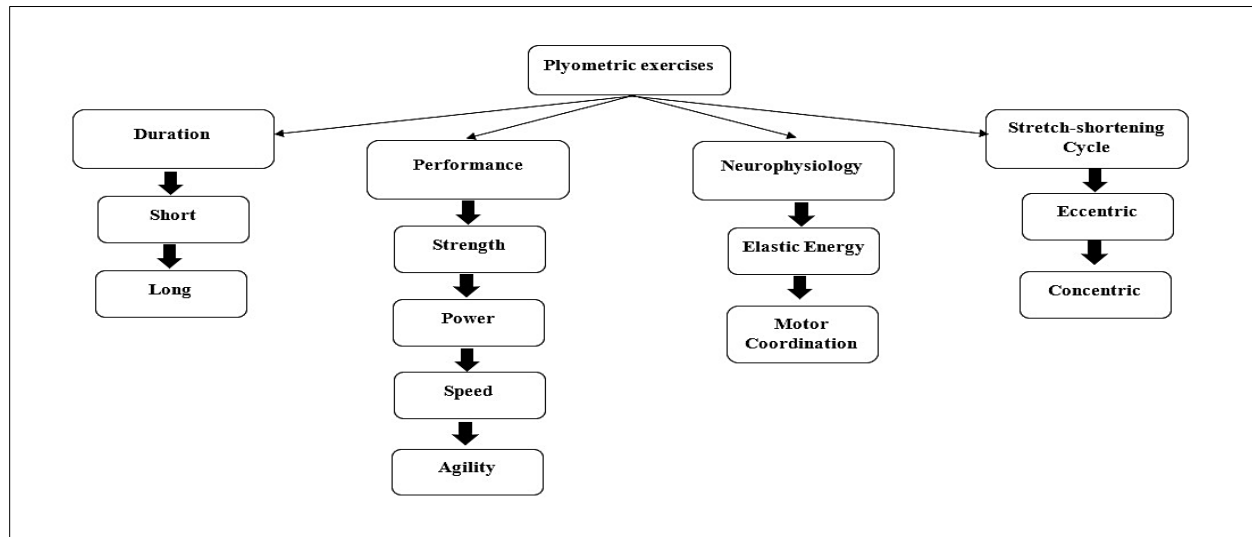 Plyometric exercises
Duration
Short
Long
Performance
Strength
Power
Speed
Agility
Neurophysiology
Elastic Energy
Motor
Coordination
Stretch-shortening
Cycle
Eccentric
Concentric